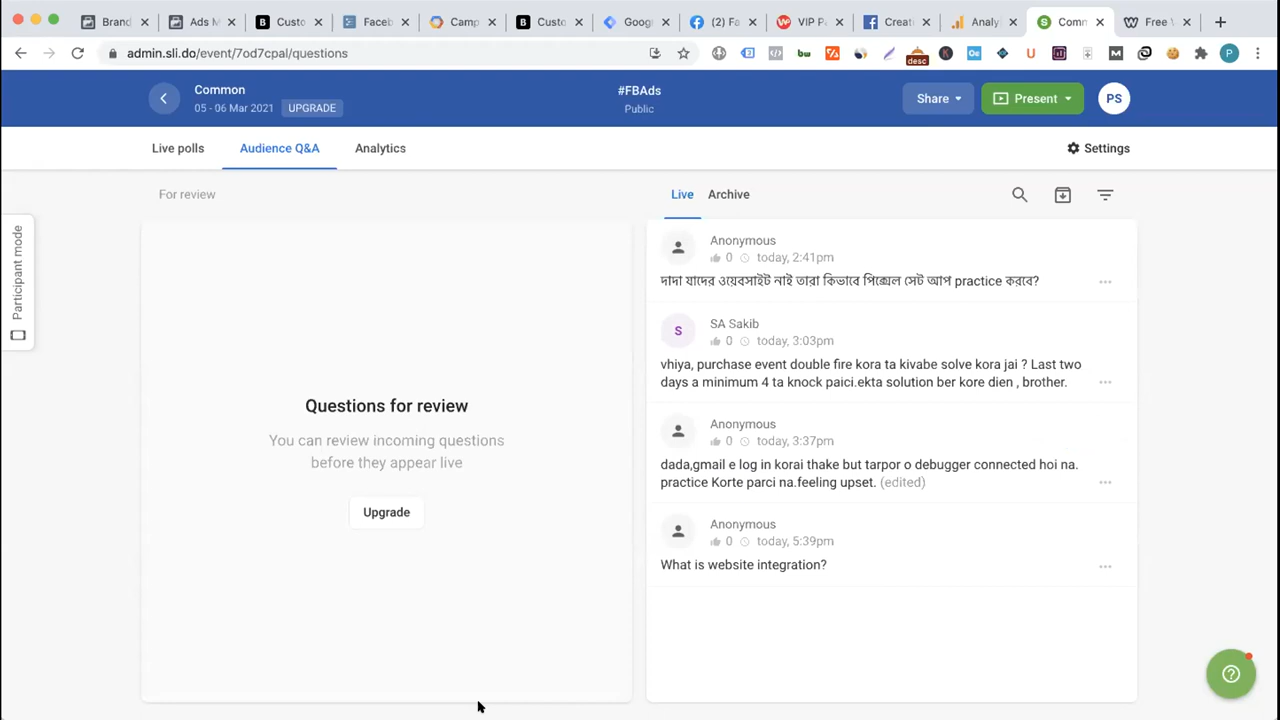 Brand
Ads M
Custo
Faceb
Camp
Custo
Goog
(2) Fa
VIP P
Creat
Analy
Comn
Free \
admin.sli.do/event/7od7cpal/questions
desc
P
Common
05 - 06 Mar 2021 UPGRADE
#FBAds
Public
Share
Present
PS
Live polls
Audience Q&A
Analytics
Settings
Participant mode
For review
Live
Archive
Questions for review
You can review incoming questions
before they appear live
Upgrade
Anonymous
0 today, 2:41pm
দাদা যাদের ওয়েবসাইট নাই তারা কিভাবে পিক্সেল সেট আপ practice করবে?
S
SA Sakib
0 today, 3:03pm
vhiya, purchase event double fire kora ta kivabe solve kora jai ? Last two
days a minimum 4 ta knock paici.ekta solution ber kore dien , brother.
Anonymous
0 today, 3:37pm
dada,gmail e log in korai thake but tarpor o debugger connected hoi na.
practice Korte parci na.feeling upset. (edited)
Anonymous
0 today, 5:39pm
What is website integration?